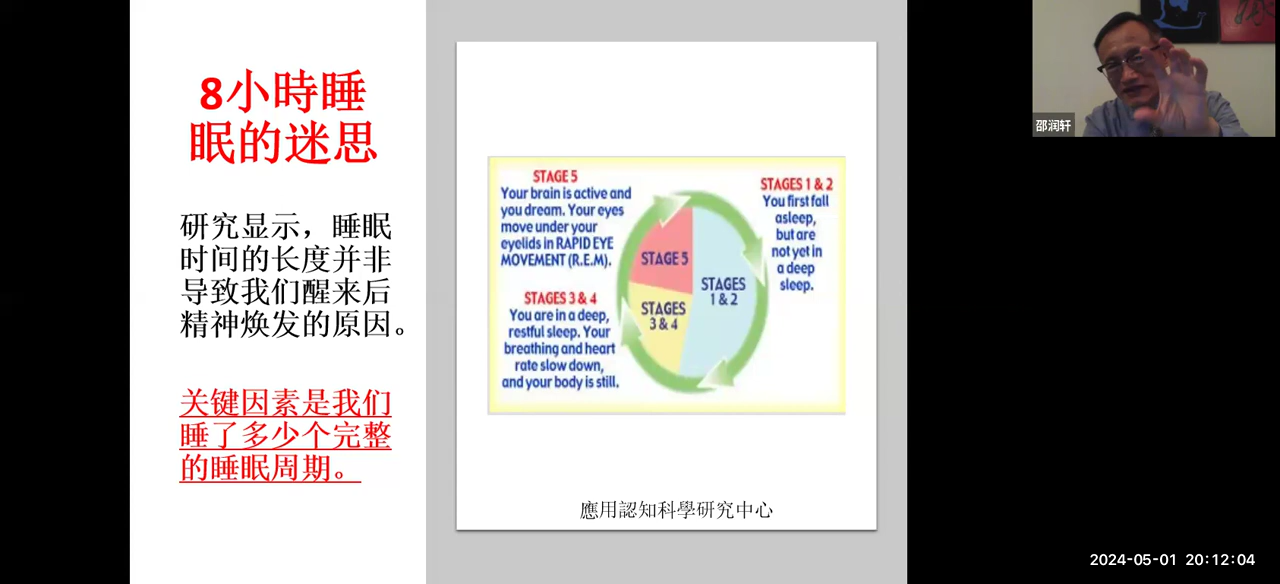 8小時睡
眠的迷思
研究显示，睡眠
时间的长度并非
导致我们醒来后
精神焕发的原因。
关键因素是我们
睡了多少个完整
的睡眠周期。
STAGE 5
Your brain is active and
you dream. Your eyes
move under your
eyelids in RAPID EYE
MOVEMENT (R.E.M).
STAGES 3 & 4
You are in a deep,
restful sleep. Your
breathing and heart
rate slow down,
and your body is still.
STAGE 5
STAGES
3 & 4
STAGES
1 & 2
STAGES 1 & 2
You first fall
asleep,
but are
not yet in
a deep
sleep.
應用認知科學研究中心
邵润轩
2024-05-01 20:12:04